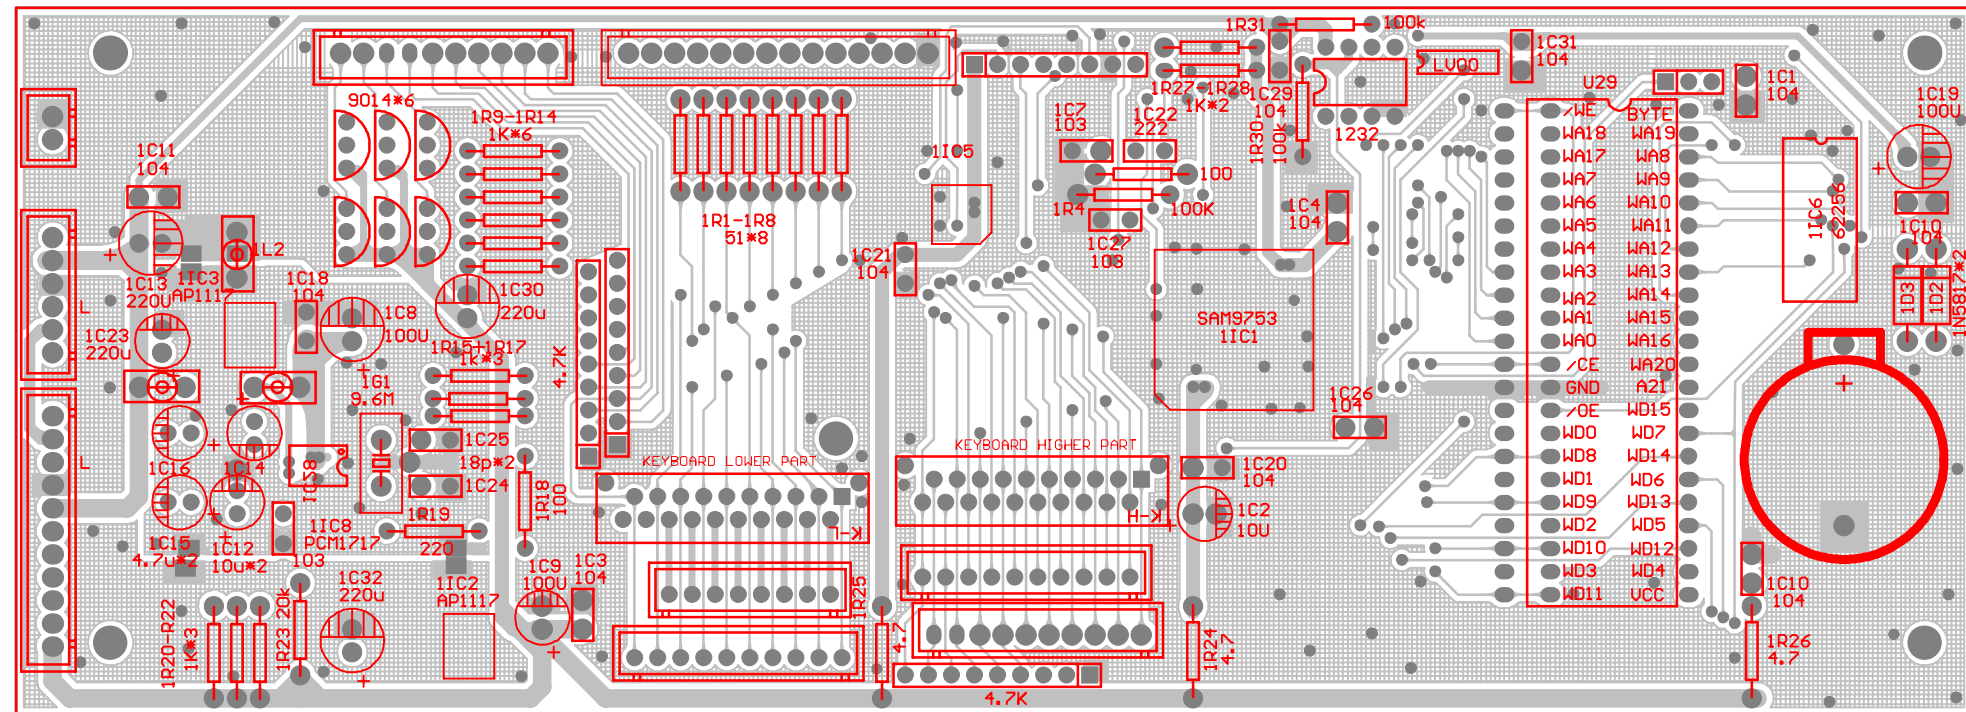 1R31
100k
1C31
104
LV00
U29
1C1
104
1C19
100U
9014*6
1R9-1R14
1K*6
1R27-1R28
1K*2
1C29
104
1R30
100k
1232
1C7
103
1C22
222
1IC5
100
1R4
100K
1C27
103
1C4
104
1C11
104
1R1-1R8
51*8
1C21
104
1L2
1IC3
AP1117
1C13
220U
1C18
104
1C8
100U
1C30
220u
1C23
220u
L
1R15+1R17
1k*3
4.7K
1G1
9.6M
SAM9753
1IC1
1C26
104
/WE
WA18
WA17
WA7
WA6
WA5
WA4
WA3
WA2
WA1
WA0
/CE
GND
/OE
WD0
WD8
WD1
WD9
WD2
WD10
WD3
WD11
BYTE
WA19
WA8
WA9
WA10
WA11
WA12
WA13
WA14
WA15
WA16
WA20
A21
WD15
WD7
WD14
WD6
WD13
WD5
WD12
WD4
VCC
1IC6
62256
1C10
104
1D3
1D2
1N5817*2
L
1C16
1C14
ICS8
1C25
18p*2
1C24
1R18
100
KEYBOARD LOWER PART
KEYBOARD HIGHER PART
K-L
K-H
1C20
104
1C2
10U
1R19
220
1IC8
PCM1717
103
1C15
4.7u*2
1C12
10u*2
1C32
220u
1IC2
AP1117
1C9
100U
1C3
104
1R20-R22
1K*3
1R23 20k
1R25
4.7
4.7K
1R24
4.7
1C10
104
1R26
4.7